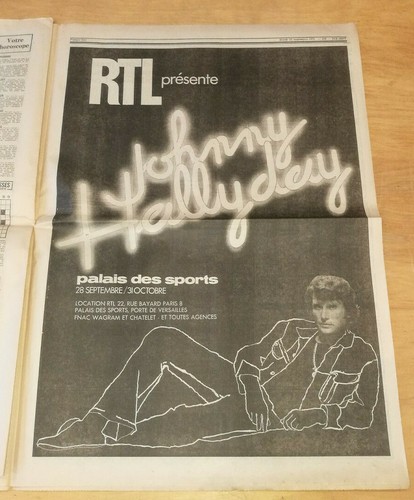 Votre
horoscope
RTL présente
Johnny
Hallyday
palais des sports
28 SEPTEMBRE/31 OCTOBRE
LOCATION RTL 22, RUE BAYARD PARIS 8
PALAIS DES SPORTS, PORTE DE VERSAILLES
FNAC WAGRAM ET CHATELET · ET TOUTES AGENCES